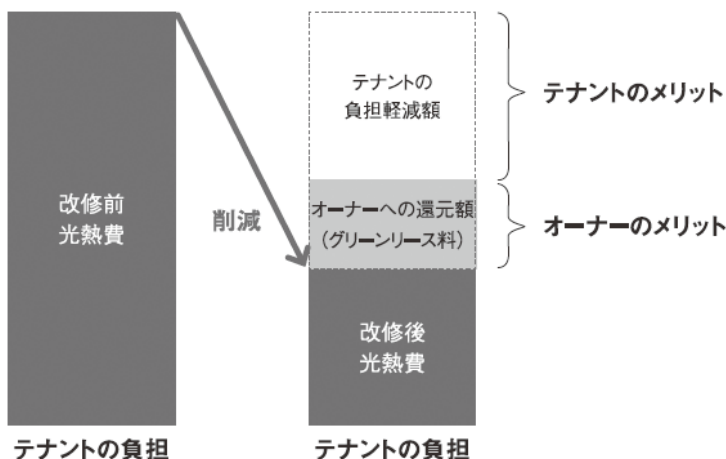 改修前
光熱費
テナントの負担
削減
テナントの
負担軽減額
オーナーへの還元額
（グリーンリース料）
改修後
光熱費
テナントの負担
テナントのメリット
オーナーのメリット